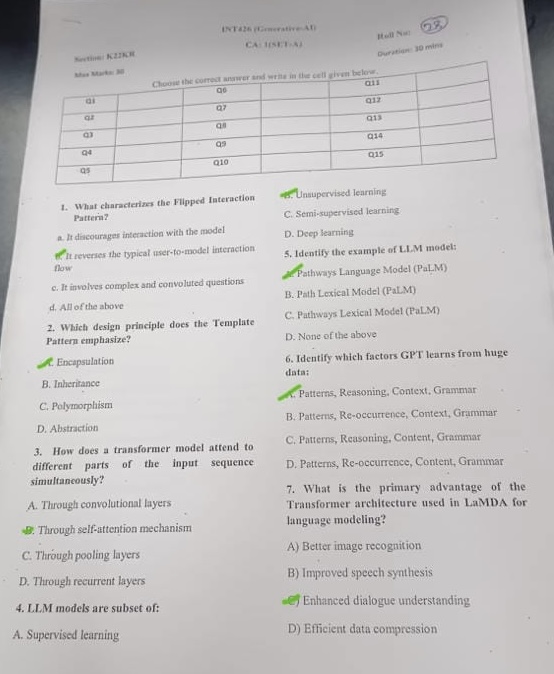 INT426 (Generative-AI)
CA: 1(SET-A)
Roll No:
28
Section: K22KR
Max Marks: 30
Duration: 30 mins
Choose the correct answer and write in the cell given below.
Q1 Q6 Q11
Q2 Q7 Q12
Q3 Q8 Q13
Q4 Q9 Q14
Q5 Q10 Q15
1. What characterizes the Flipped Interaction
Pattern?
a. It discourages interaction with the model
It reverses the typical user-to-model interaction
flow
c. It involves complex and convoluted questions
d. All of the above
2. Which design principle does the Template
Pattern emphasize?
Encapsulation
B. Inheritance
C. Polymorphism
D. Abstraction
3. How does a transformer model attend to
different parts of the input sequence
simultaneously?
A. Through convolutional layers
B. Through self-attention mechanism
C. Through pooling layers
D. Through recurrent layers
4. LLM models are subset of:
A. Supervised learning
B. Unsupervised learning
C. Semi-supervised learning
D. Deep learning
5. Identify the example of LLM model:
Pathways Language Model (PaLM)
B. Path Lexical Model (PaLM)
C. Pathways Lexical Model (PaLM)
D. None of the above
6. Identify which factors GPT learns from huge
data:
A. Patterns, Reasoning, Context, Grammar
B. Patterns, Re-occurrence, Context, Grammar
C. Patterns, Reasoning, Content, Grammar
D. Patterns, Re-occurrence, Content, Grammar
7. What is the primary advantage of the
Transformer architecture used in LaMDA for
language modeling?
A) Better image recognition
B) Improved speech synthesis
C) Enhanced dialogue understanding
D) Efficient data compression